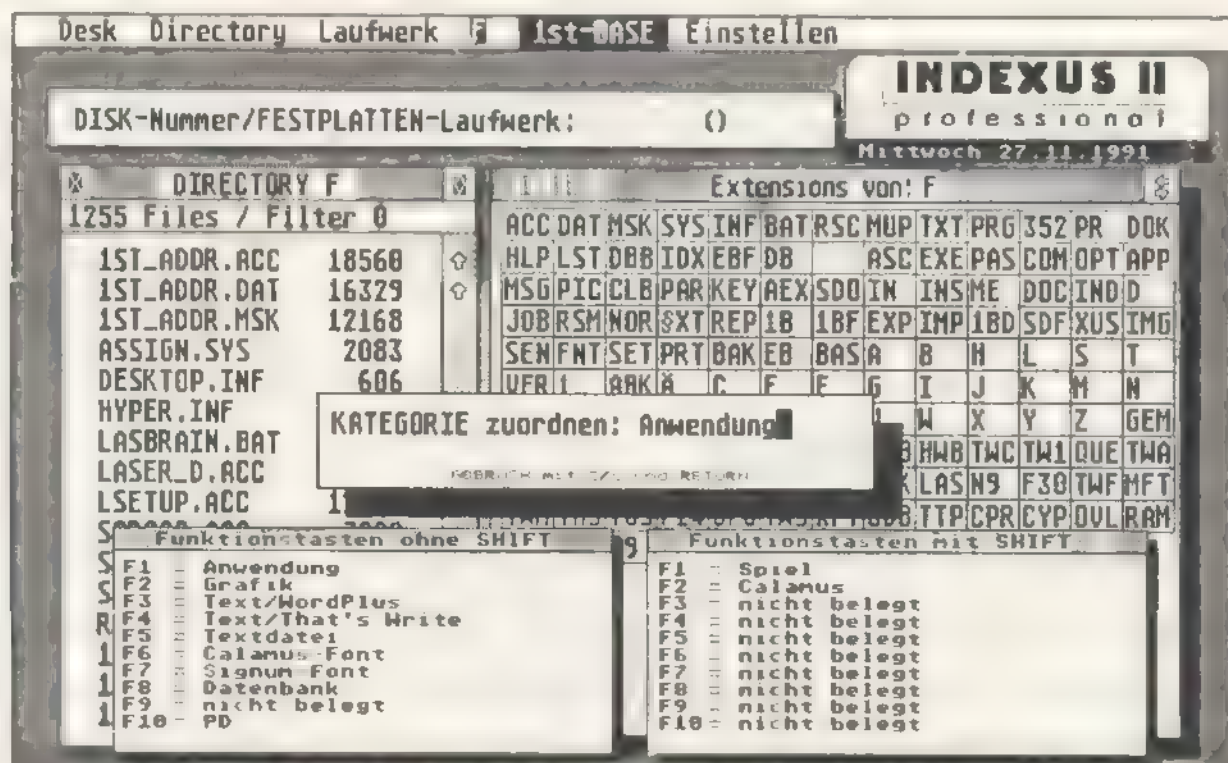 Desk Directory Laufwerk F 1st-BASE Einstellen
INDEXUS II
professional
Mittwoch 27.11.1991
DISK-Nummer/FESTPLATTEN-Laufwerk: ()
DIRECTORY F
1255 Files / Filter 0
1ST_ADDR.ACC 18568
1ST_ADDR.DAT 16329
1ST_ADDR.MSK 12168
ASSIGN.SYS 2083
DESKTOP.INF 606
HYPER.INF
LASBRAIN.BAT
LASER_D.ACC
LSETUP.ACC
Extensions von: F
ACC DAT MSK SYS INF BAT RSC MUP TXT PRG 352 PR DOK
HLP LST DBB IDX EBF DB ASC EXE PAS COM OPT APP
MSG PIC CLB PAR KEY AEX SDO IN INS ME DOC IND D
JOB RSM NOR §XT REP 1B 1BF EXP IMP 1BD SDF XUS IMG
SEN FNT SET PRT BAK EB BAS A B H L S T
VER 1 C F E G I J K M N
W X Y Z GEM
HWB TWC TW1 QUE TWA
LAS N9 F30 TWF MFT
TTP CPR CYP OVL RAM
KATEGORIE zuordnen: Anwendung
ABBRUCH mit RETURN
Funktionstasten ohne SHIFT
F1 = Anwendung
F2 = Grafik
F3 = Text/WordPlus
F4 = Text/That's Write
F5 = Textdatei
F6 = Calamus-Font
F7 = Signum-Font
F8 = Datenbank
F9 = nicht belegt
F10= PD
Funktionstasten mit SHIFT
F1 = Spiel
F2 = Calamus
F3 = nicht belegt
F4 = nicht belegt
F5 = nicht belegt
F6 = nicht belegt
F7 = nicht belegt
F8 = nicht belegt
F9 = nicht belegt
F10= nicht belegt